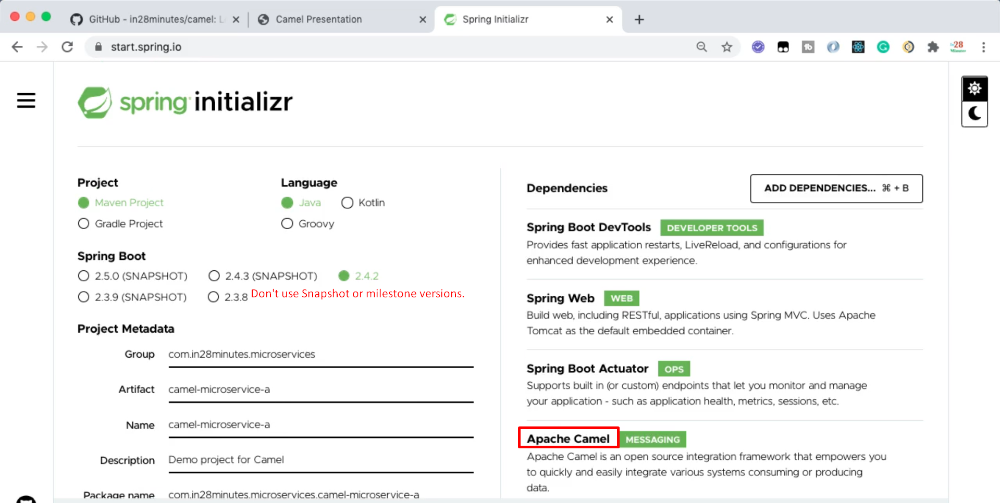 GitHub - in28minutes/camel: L
Camel Presentation
Spring Initializr
start.spring.io
28
Minutes
spring initializr
Project
Maven Project
Gradle Project
Language
Java
Kotlin
Groovy
Spring Boot
2.5.0 (SNAPSHOT)
2.4.3 (SNAPSHOT)
2.4.2
2.3.9 (SNAPSHOT)
2.3.8
Don't use Snapshot or milestone versions.
Project Metadata
Group com.in28minutes.microservices
Artifact camel-microservice-a
Name camel-microservice-a
Description Demo project for Camel
Package name com.in28minutes.microservices.camel-microservice-a
Dependencies
ADD DEPENDENCIES... ⌘ + B
Spring Boot DevTools DEVELOPER TOOLS
Provides fast application restarts, LiveReload, and configurations for
enhanced development experience.
Spring Web WEB
Build web, including RESTful, applications using Spring MVC. Uses Apache
Tomcat as the default embedded container.
Spring Boot Actuator OPS
Supports built in (or custom) endpoints that let you monitor and manage
your application - such as application health, metrics, sessions, etc.
Apache Camel MESSAGING
Apache Camel is an open source integration framework that empowers you
to quickly and easily integrate various systems consuming or producing
data.